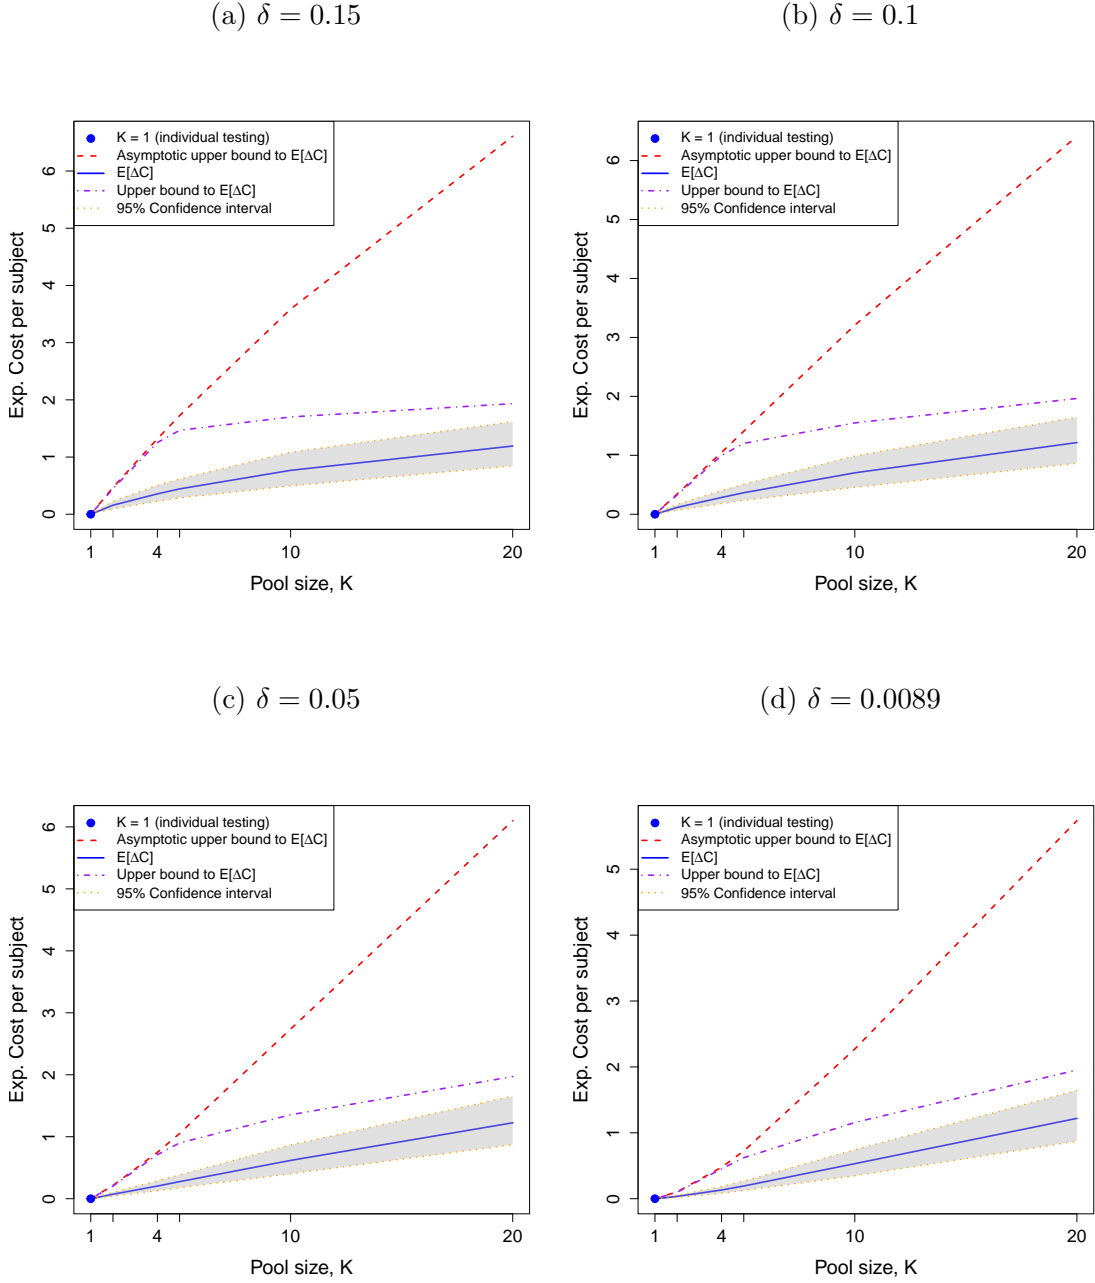 (a) δ = 0.15
K = 1 (individual testing)
Asymptotic upper bound to E[ΔC]
E[ΔC]
Upper bound to E[ΔC]
95% Confidence interval
Exp. Cost per subject
0
1
2
3
4
5
6
1
4
10
20
Pool size, K
(b) δ = 0.1
K = 1 (individual testing)
Asymptotic upper bound to E[ΔC]
E[ΔC]
Upper bound to E[ΔC]
95% Confidence interval
Exp. Cost per subject
0
1
2
3
4
5
6
1
4
10
20
Pool size, K
(c) δ = 0.05
K = 1 (individual testing)
Asymptotic upper bound to E[ΔC]
E[ΔC]
Upper bound to E[ΔC]
95% Confidence interval
Exp. Cost per subject
0
1
2
3
4
5
6
1
4
10
20
Pool size, K
(d) δ = 0.0089
K = 1 (individual testing)
Asymptotic upper bound to E[ΔC]
E[ΔC]
Upper bound to E[ΔC]
95% Confidence interval
Exp. Cost per subject
0
1
2
3
4
5
1
4
10
20
Pool size, K